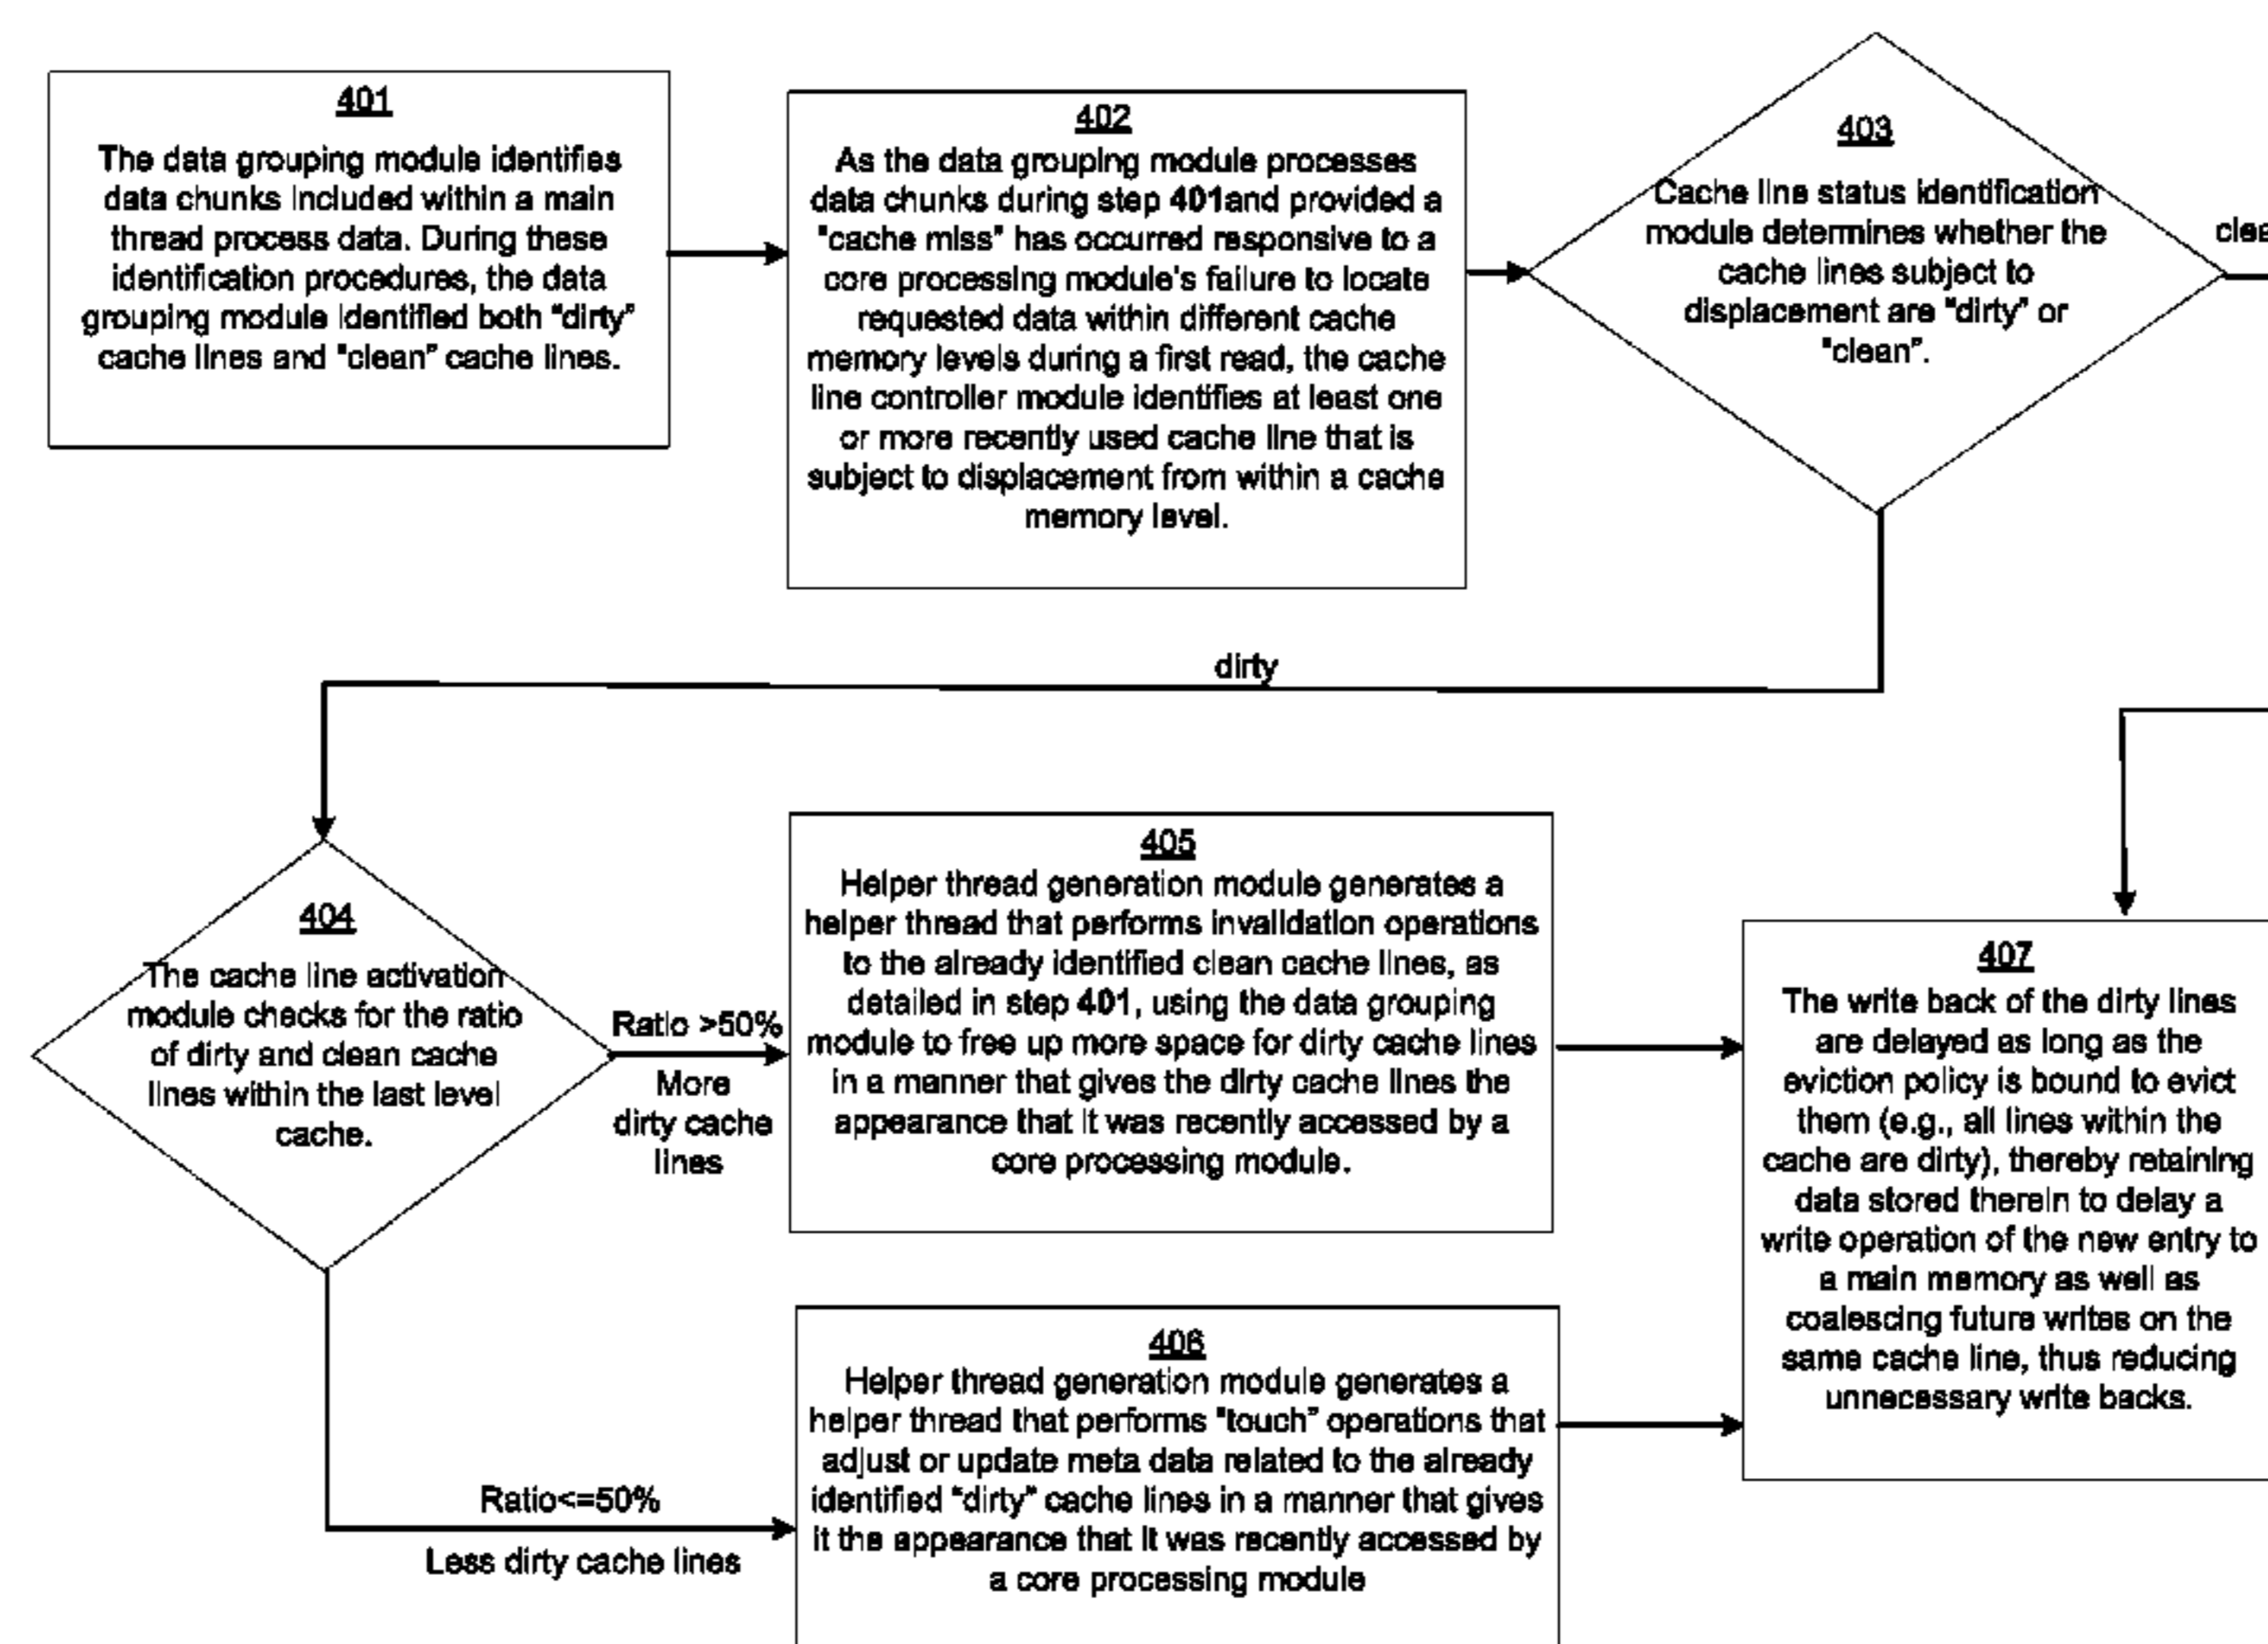 401
The data grouping module identifies
data chunks included within a main
thread process data. During these
identification procedures, the data
grouping module identified both "dirty"
cache lines and "clean" cache lines.
402
As the data grouping module processes
data chunks during step 401and provided a
"cache miss" has occurred responsive to a
core processing module's failure to locate
requested data within different cache
memory levels during a first read, the cache
line controller module identifies at least one
or more recently used cache line that is
subject to displacement from within a cache
memory level.
403
Cache line status identification
module determines whether the
cache lines subject to
displacement are "dirty" or
"clean".
dirty
404
The cache line activation
module checks for the ratio
of dirty and clean cache
lines within the last level
cache.
Ratio >50%
More
dirty cache
lines
405
Helper thread generation module generates a
helper thread that performs invalidation operations
to the already identified clean cache lines, as
detailed in step 401, using the data grouping
module to free up more space for dirty cache lines
in a manner that gives the dirty cache lines the
appearance that it was recently accessed by a
core processing module.
Ratio<=50%
Less dirty cache lines
406
Helper thread generation module generates a
helper thread that performs "touch" operations that
adjust or update meta data related to the already
identified "dirty" cache lines in a manner that gives
it the appearance that it was recently accessed by
a core processing module
407
The write back of the dirty lines
are delayed as long as the
eviction policy is bound to evict
them (e.g., all lines within the
cache are dirty), thereby retaining
data stored therein to delay a
write operation of the new entry to
a main memory as well as
coalescing future writes on the
same cache line, thus reducing
unnecessary write backs.